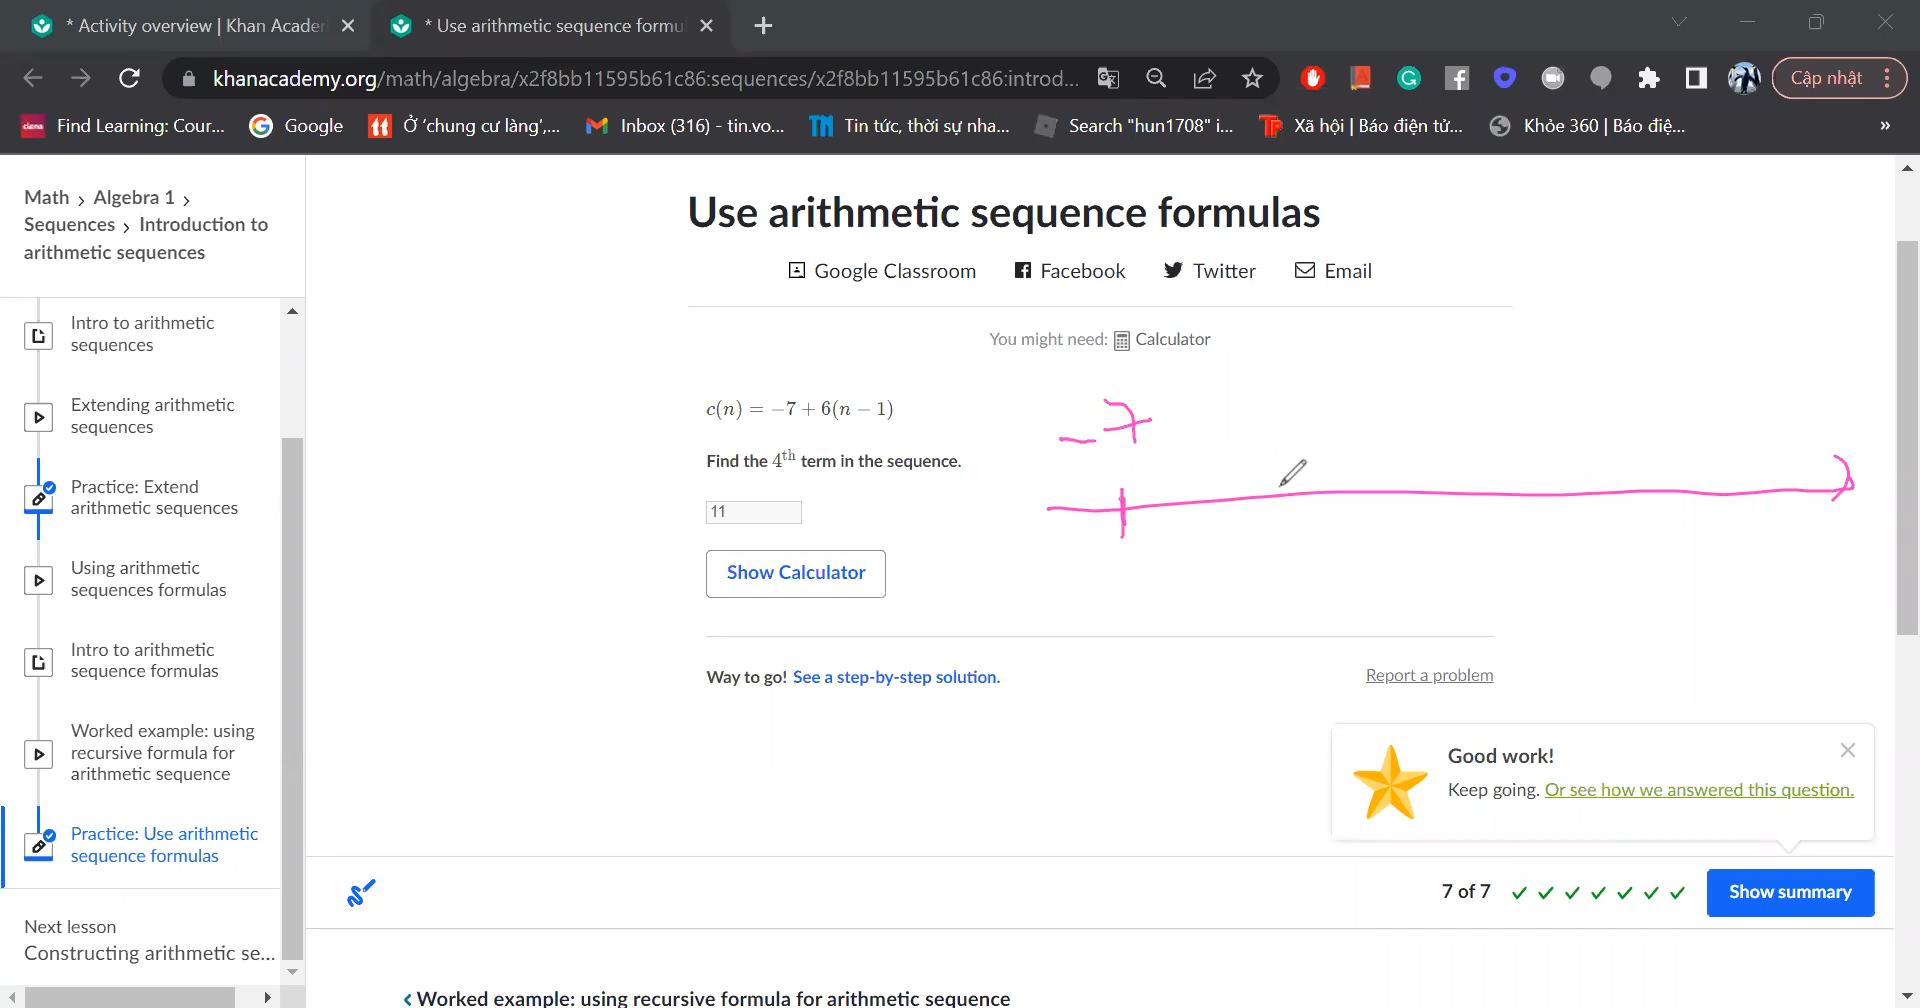 * Activity overview | Khan Acader
* Use arithmetic sequence formu
khanacademy.org/math/algebra/x2f8bb11595b61c86:sequences/x2f8bb11595b61c86:introd...
Cập nhật
ciena Find Learning: Cour...
Google
Ở ‘chung cư làng’,...
Inbox (316) - tin.vo...
TN Tin tức, thời sự nha...
Search "hun1708" i...
TP Xã hội | Báo điện tử...
Khỏe 360 | Báo điệ...
»
Math > Algebra 1 >
Sequences > Introduction to
arithmetic sequences
Intro to arithmetic
sequences
Extending arithmetic
sequences
Practice: Extend
arithmetic sequences
Using arithmetic
sequences formulas
Intro to arithmetic
sequence formulas
Worked example: using
recursive formula for
arithmetic sequence
Practice: Use arithmetic
sequence formulas
Next lesson
Constructing arithmetic se...
Use arithmetic sequence formulas
Google Classroom Facebook Twitter Email
You might need: Calculator
c(n) = −7 + 6(n − 1)
-7
Find the 4th term in the sequence.
11
Show Calculator
Way to go! See a step-by-step solution.
Report a problem
Good work!
Keep going. Or see how we answered this question.
7 of 7
Show summary
< Worked example: using recursive formula for arithmetic sequence